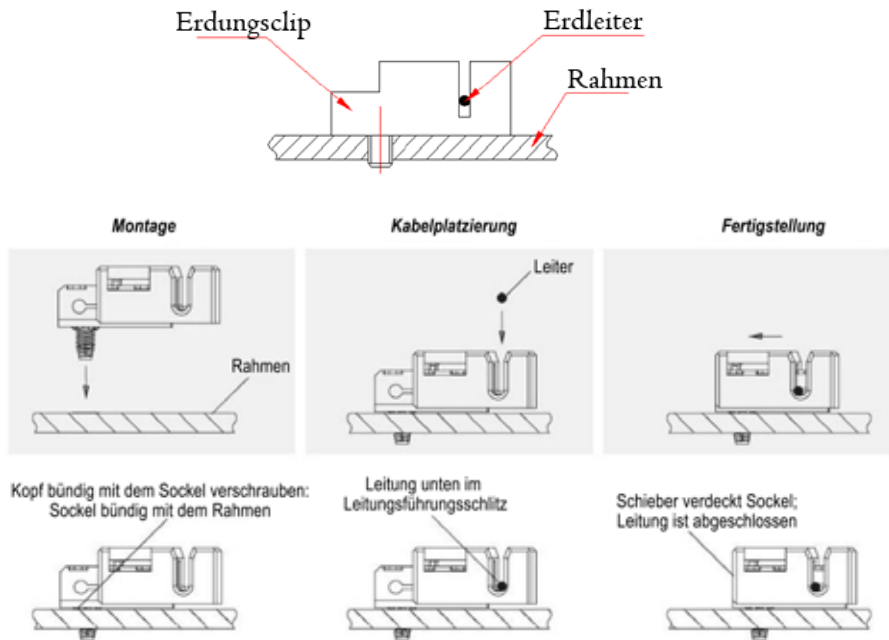 Erdungsclip
Erdleiter
Rahmen
Montage
Kabelplatzierung
Fertigstellung
Leiter
Rahmen
Kopf bündig mit dem Sockel verschrauben:
Sockel bündig mit dem Rahmen
Leitung unten im
Leitungsführungsschlitz
Schieber verdeckt Sockel;
Leitung ist abgeschlossen